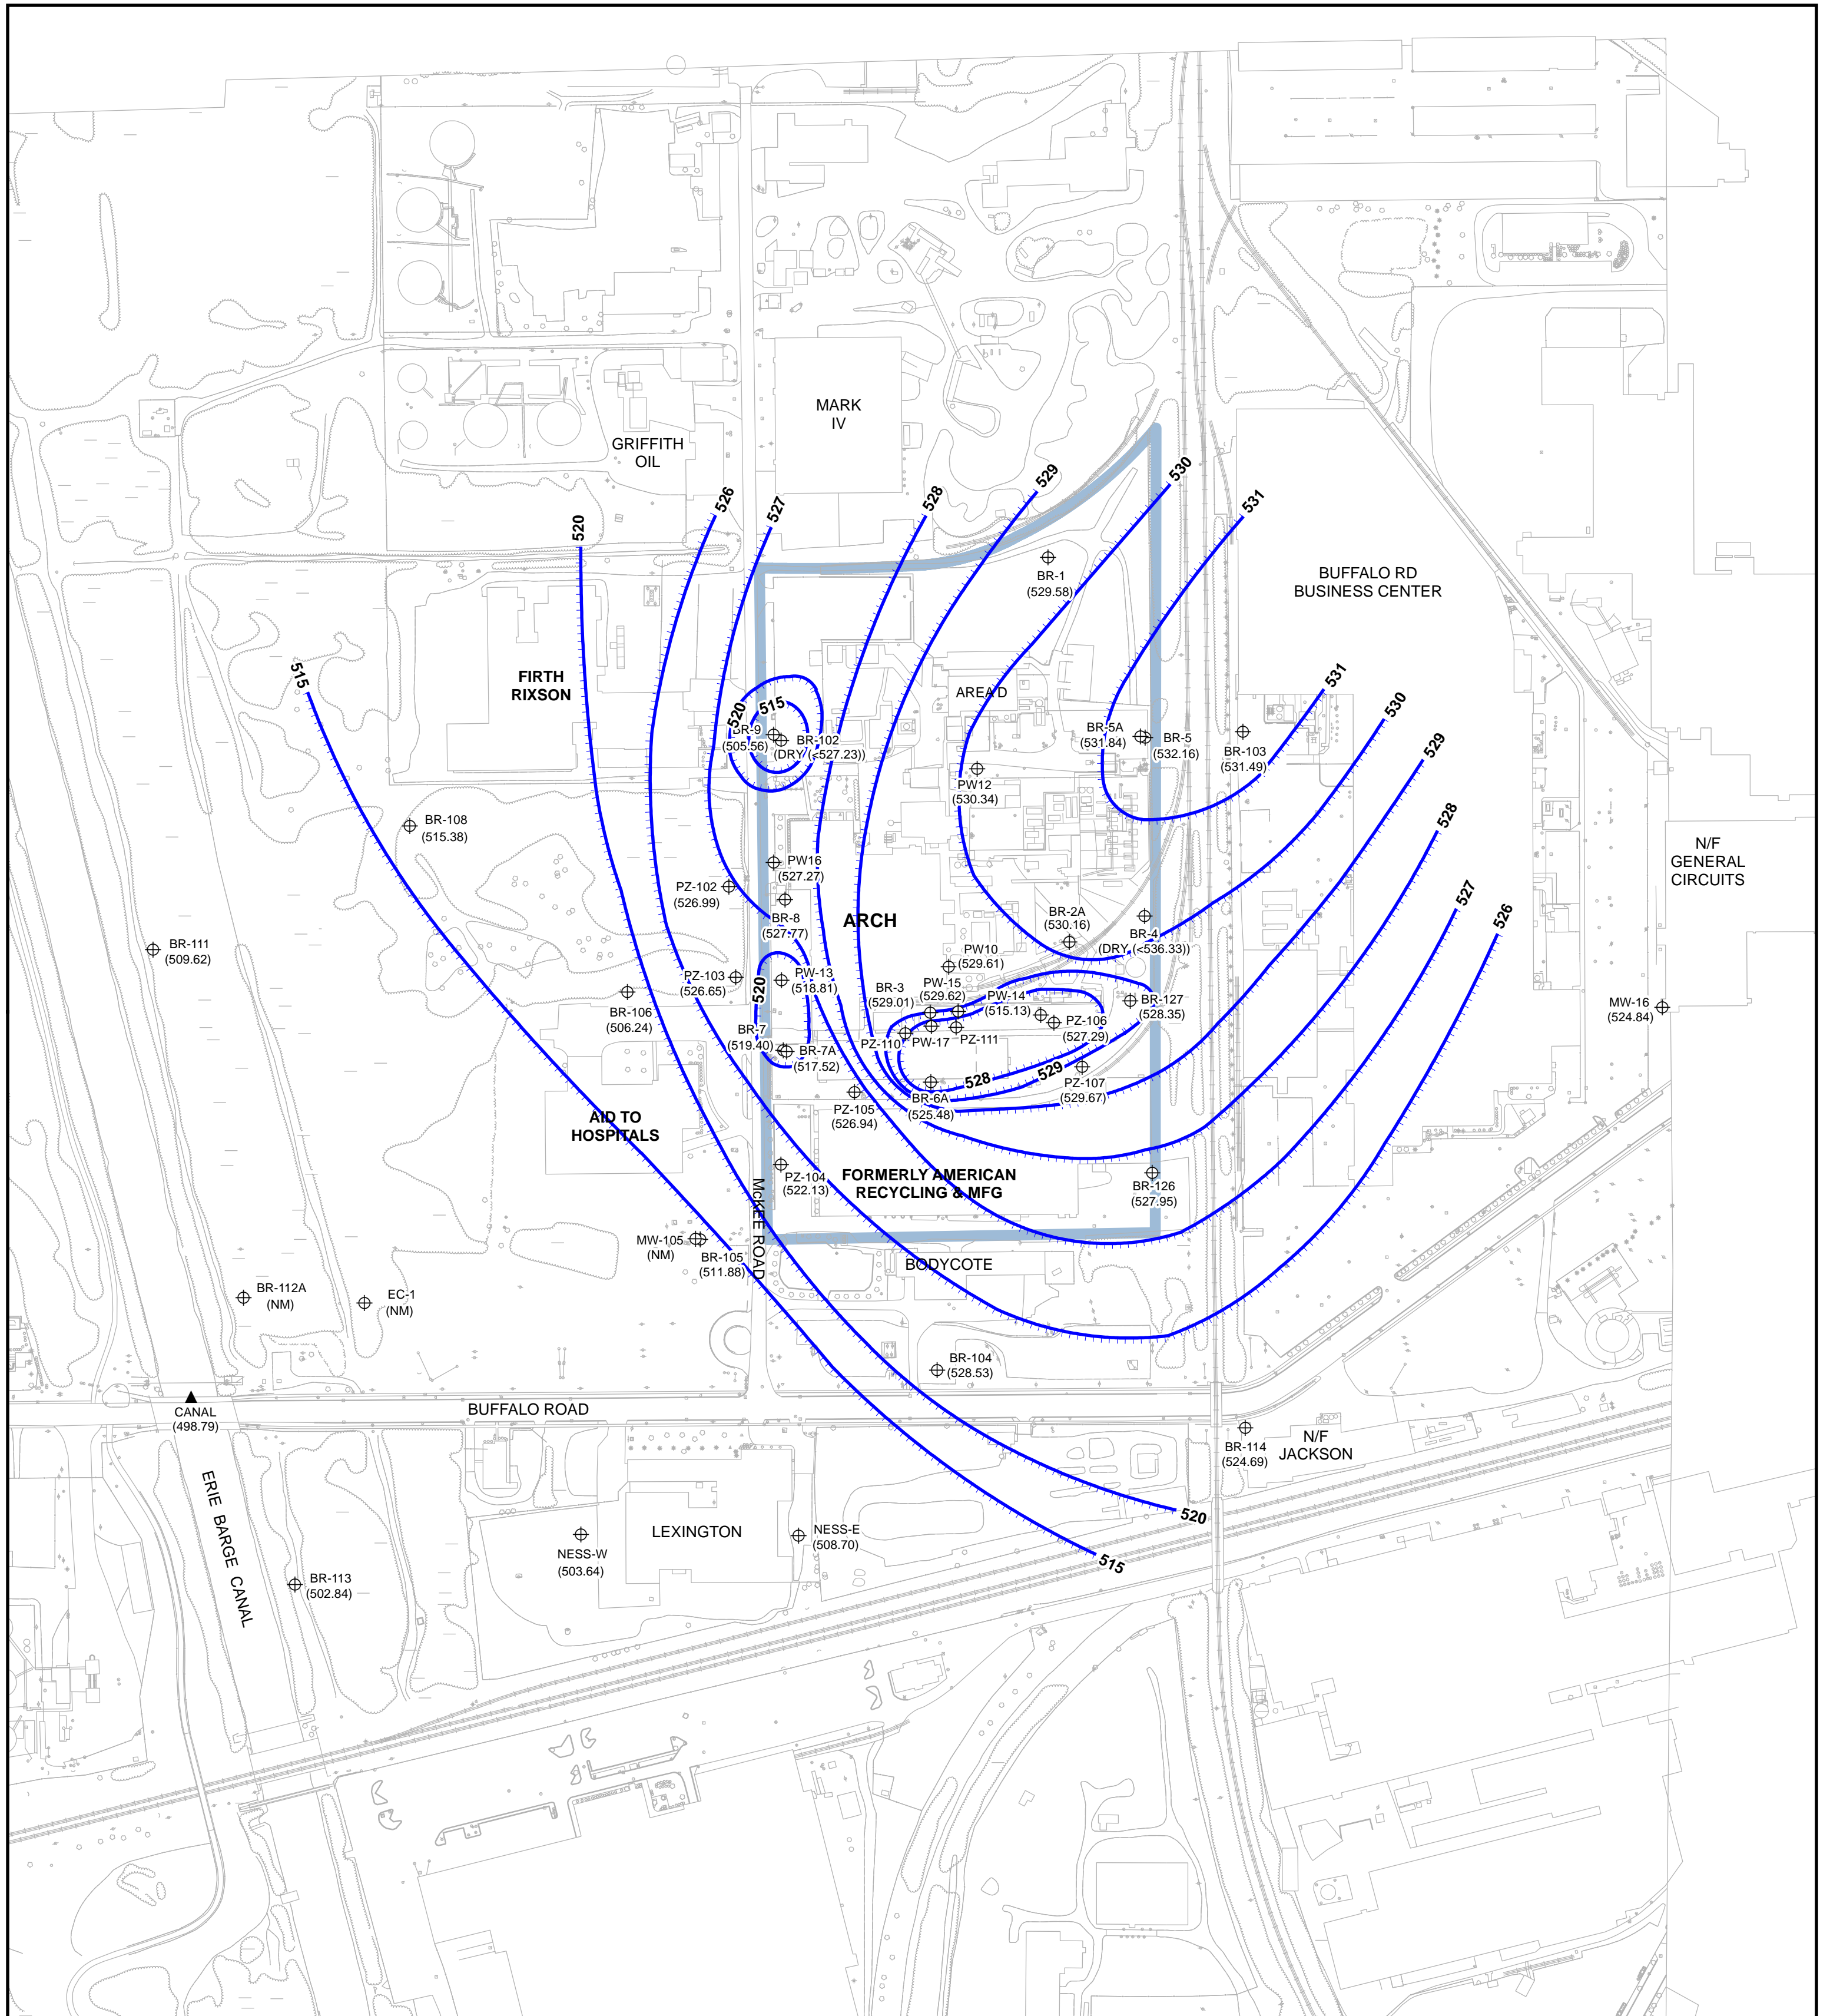 MARK
IV
GRIFFITH
OIL
526
527
528
529
530
531
520
BR-1
(529.58)
BUFFALO RD
BUSINESS CENTER
515
FIRTH
RIXSON
AREA D
531
530
529
528
527
526
520
515
BR-9
(505.56)
BR-102
(DRY (<527.23))
BR-5A
(531.84)
BR-5
(532.16)
BR-103
(531.49)
PW12
(530.34)
BR-108
(515.38)
N/F
GENERAL
CIRCUITS
PW16
(527.27)
PZ-102
(526.99)
BR-8
(527.77)
ARCH
BR-2A
(530.16)
BR-4
(DRY (<536.33))
BR-111
(509.62)
PW10
(529.61)
PZ-103
(526.65)
520
PW-13
(518.81)
BR-3
(529.01)
PW-15
(529.62)
PW-14
(515.13)
BR-127
(528.35)
MW-16
(524.84)
BR-106
(506.24)
BR-7
(519.40)
BR-7A
(517.52)
PZ-110
PW-17
PZ-111
PZ-106
(527.29)
528
529
PZ-107
(529.67)
BR-6A
(525.48)
PZ-105
(526.94)
AID TO
HOSPITALS
PZ-104
(522.13)
FORMERLY AMERICAN
RECYCLING & MFG
BR-126
(527.95)
McKEE ROAD
MW-105
(NM)
BR-105
(511.88)
BODYCOTE
BR-112A
(NM)
EC-1
(NM)
BR-104
(528.53)
CANAL
(498.79)
BUFFALO ROAD
BR-114
(524.69)
N/F
JACKSON
ERIE BARGE CANAL
520
LEXINGTON
NESS-W
(503.64)
NESS-E
(508.70)
515
BR-113
(502.84)